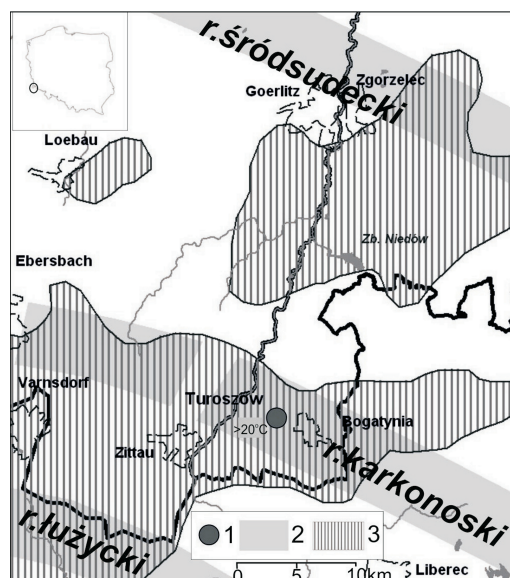 r.śródsudecki
Goerlitz
Zgorzelec
Loebau
Zb. Niedów
Ebersbach
Varnsdorf
Turoszów
>20°C
Bogatynia
Zittau
r.karkonoski
r.łużycki
1 2 3
0 5 10km
Liberec